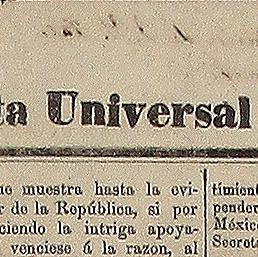 ta Universal
ne muestra hasta la evi-
r de la República, si por
ciendo la intriga apoya-
venciese á la razon, al
timient
pender
México
Secret